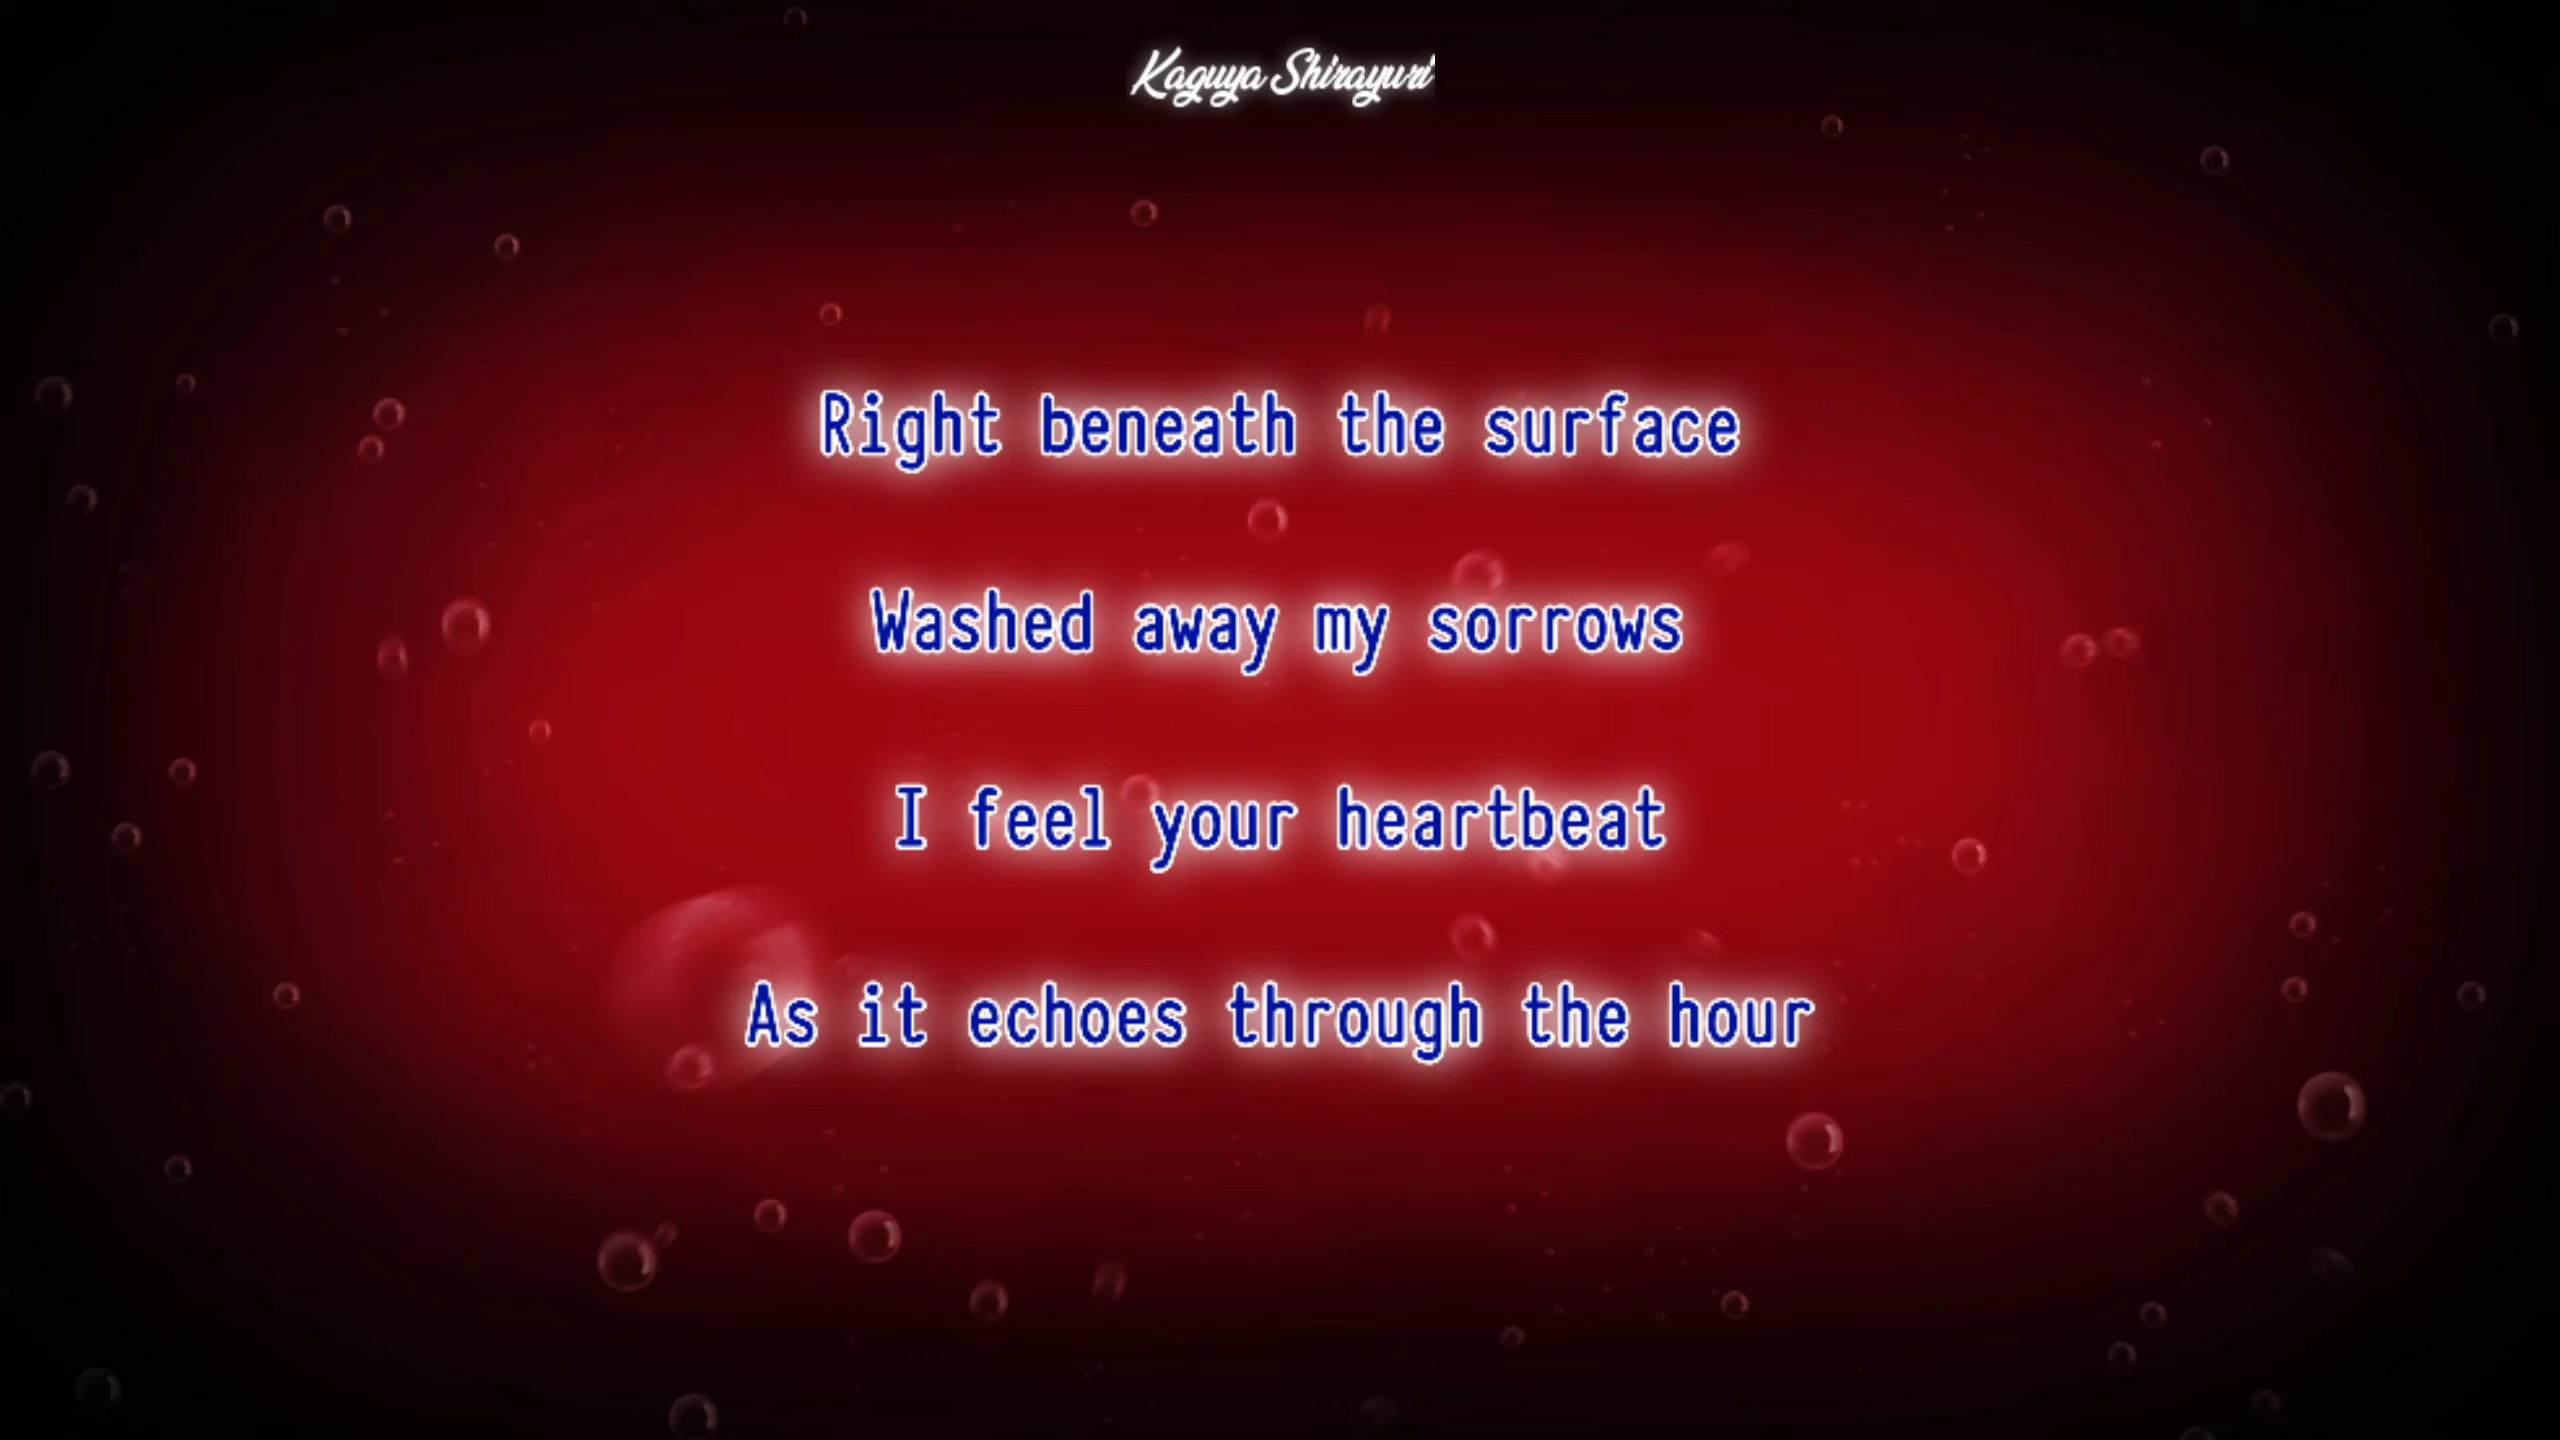 Kaguya Shirayuri
Right beneath the surface
Washed away my sorrows
I feel your heartbeat
As it echoes through the hour